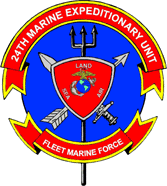 24TH MARINE EXPEDITIONARY UNIT
LAND
SEA
AIR
FLEET MARINE FORCE